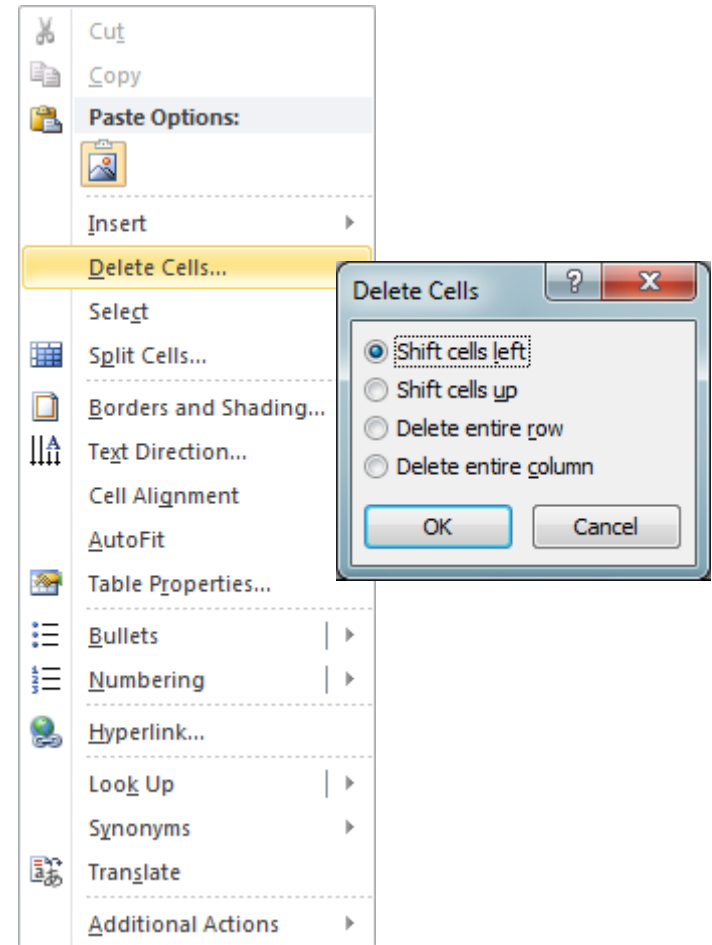 Cut
Copy
Paste Options:
Insert
Delete Cells...
Select
Split Cells...
Borders and Shading...
Text Direction...
Cell Alignment
AutoFit
Table Properties...
Bullets
Numbering
Hyperlink...
Look Up
Synonyms
Translate
Additional Actions
Delete Cells
Shift cells left
Shift cells up
Delete entire row
Delete entire column
OK Cancel